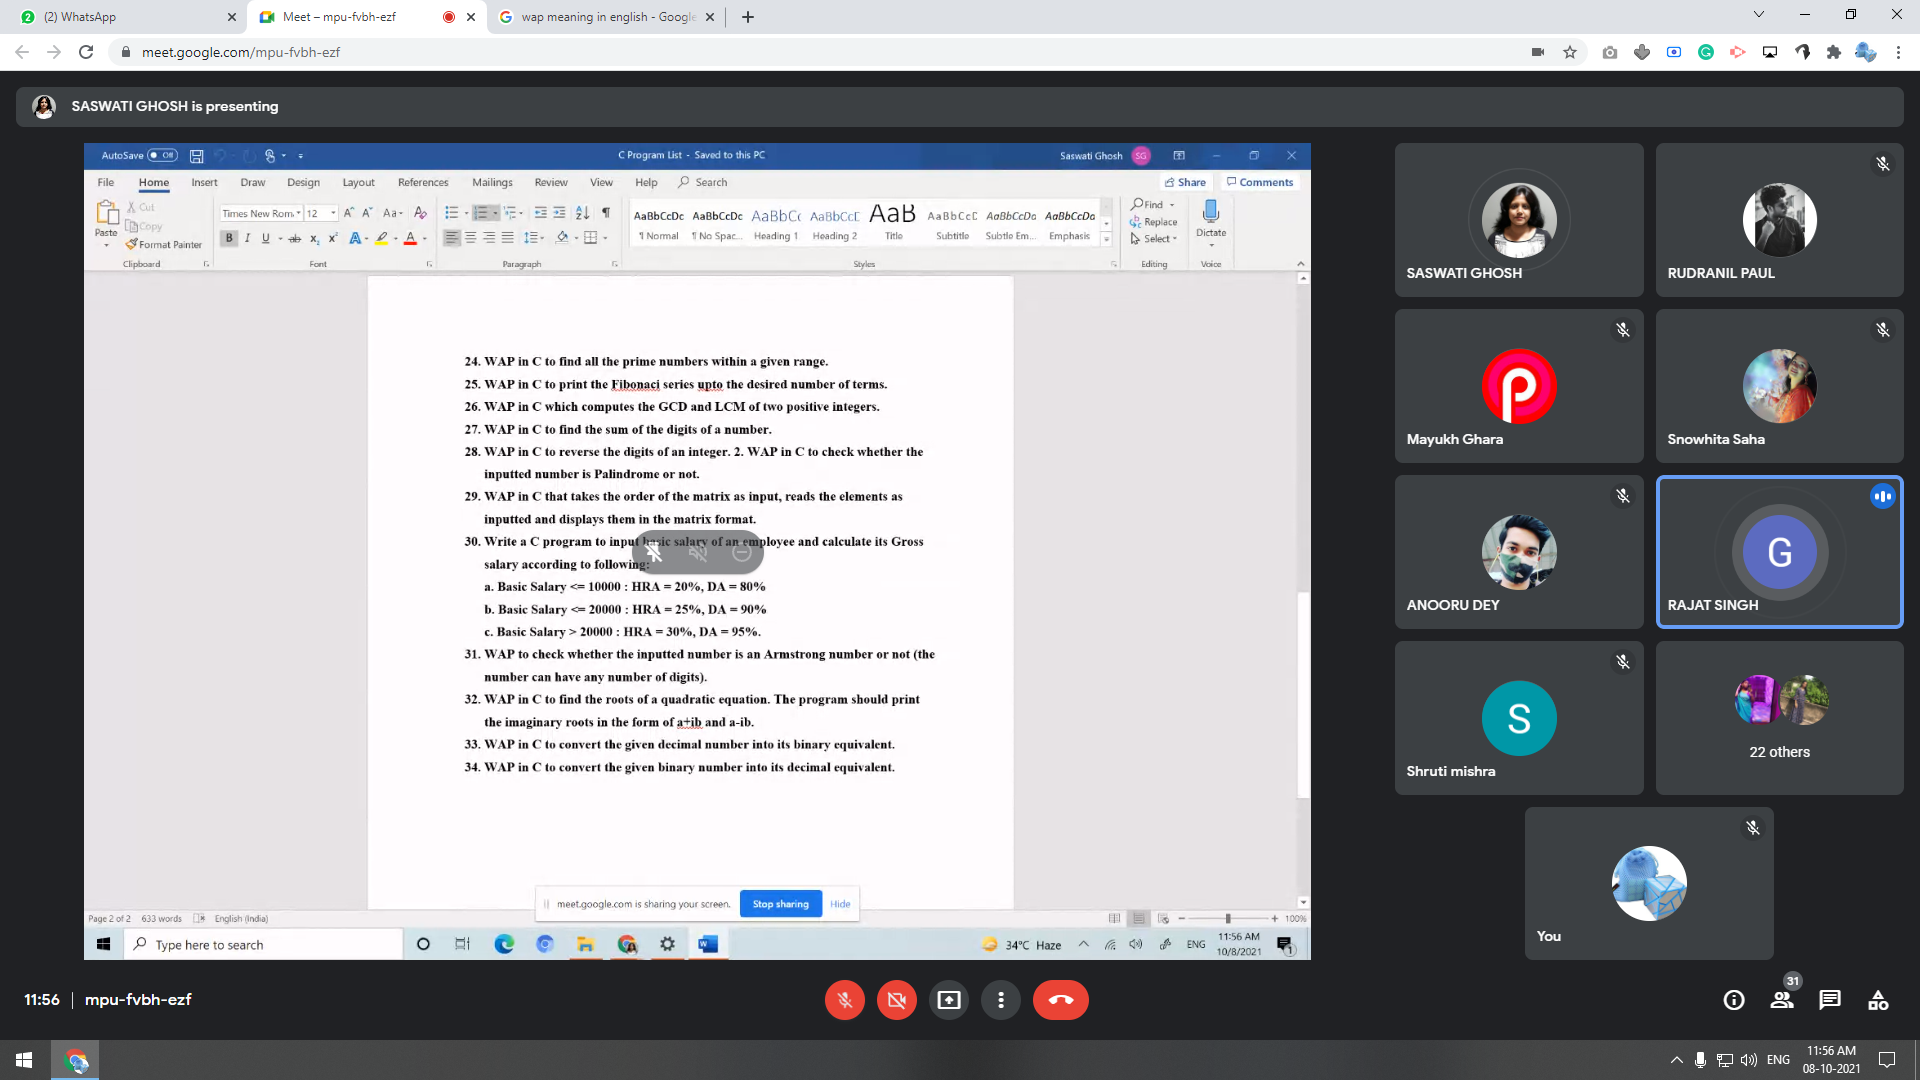 (2) WhatsApp
Meet – mpu-fvbh-ezf
wap meaning in english - Google
meet.google.com/mpu-fvbh-ezf
SASWATI GHOSH is presenting
AutoSave Off
C Program List - Saved to this PC
Saswati Ghosh SG
File Home Insert Draw Design Layout References Mailings Review View Help Search
Share Comments
Paste
Cut
Copy
Format Painter
Times New Rom 12
AaBbCcDc AaBbCcDc AaBbCc AaBbCcC AaB AaBbCcC AaBbCcDc AaBbCcDc
¶ Normal ¶ No Spac... Heading 1 Heading 2 Title Subtitle Subtle Em... Emphasis
Find
Replace
Select
Dictate
Clipboard Font Paragraph Styles Editing Voice
24. WAP in C to find all the prime numbers within a given range.
25. WAP in C to print the Fibonaci series upto the desired number of terms.
26. WAP in C which computes the GCD and LCM of two positive integers.
27. WAP in C to find the sum of the digits of a number.
28. WAP in C to reverse the digits of an integer. 2. WAP in C to check whether the
inputted number is Palindrome or not.
29. WAP in C that takes the order of the matrix as input, reads the elements as
inputted and displays them in the matrix format.
30. Write a C program to input basic salary of an employee and calculate its Gross
salary according to following:
a. Basic Salary <= 10000 : HRA = 20%, DA = 80%
b. Basic Salary <= 20000 : HRA = 25%, DA = 90%
c. Basic Salary > 20000 : HRA = 30%, DA = 95%.
31. WAP to check whether the inputted number is an Armstrong number or not (the
number can have any number of digits).
32. WAP in C to find the roots of a quadratic equation. The program should print
the imaginary roots in the form of a+ib and a-ib.
33. WAP in C to convert the given decimal number into its binary equivalent.
34. WAP in C to convert the given binary number into its decimal equivalent.
meet.google.com is sharing your screen. Stop sharing Hide
Page 2 of 2 633 words English (India)
100%
Type here to search
34°C Haze
ENG
11:56 AM
10/8/2021
SASWATI GHOSH
RUDRANIL PAUL
Mayukh Ghara
Snowhita Saha
ANOORU DEY
G
RAJAT SINGH
S
Shruti mishra
22 others
You
11:56 | mpu-fvbh-ezf
31
ENG
11:56 AM
08-10-2021